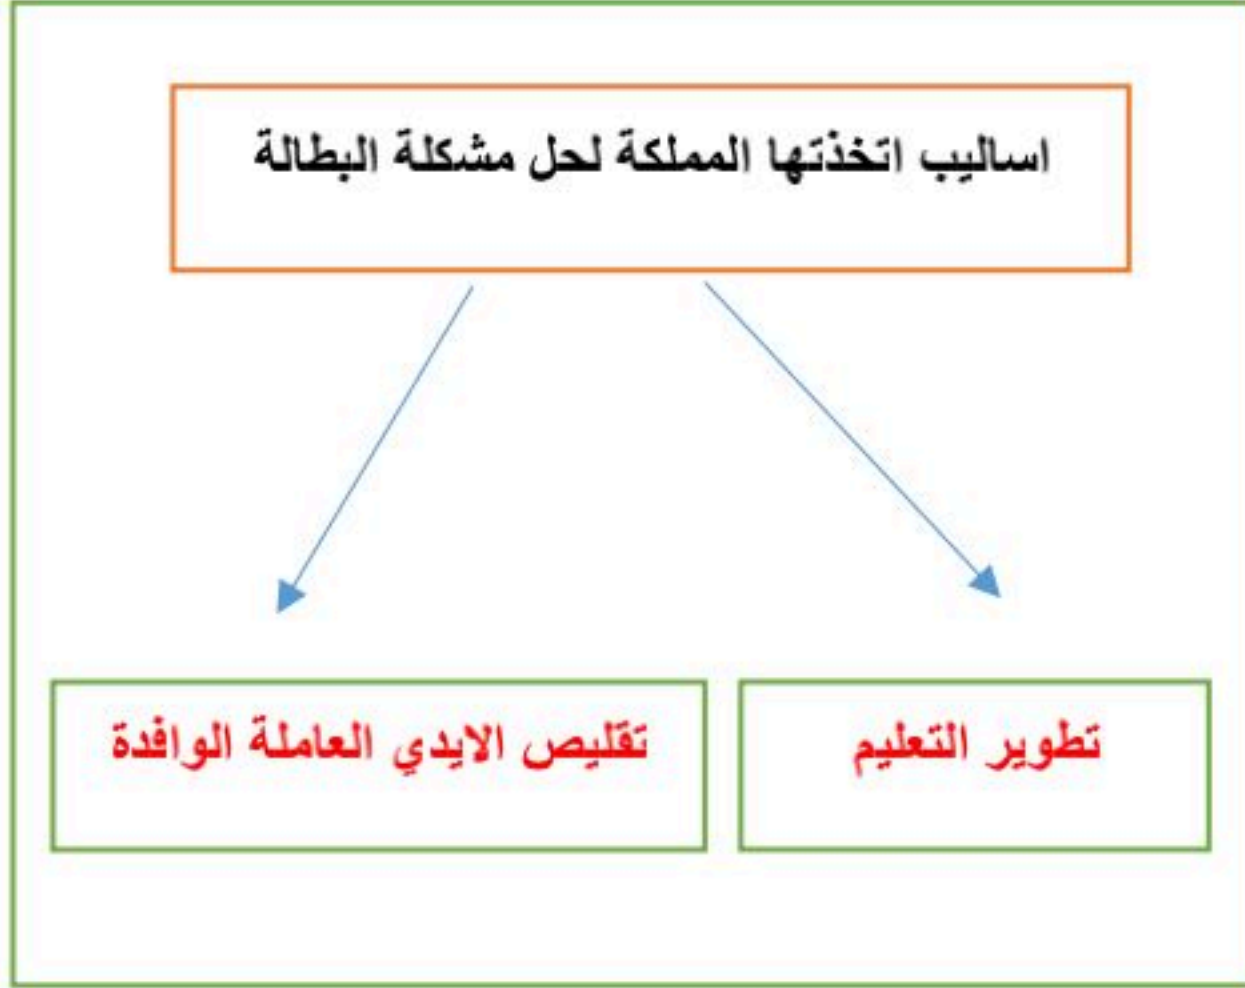 اساليب اتخذتها المملكة لحل مشكلة البطالة
تطوير التعليم
تقليص الايدي العاملة الوافدة